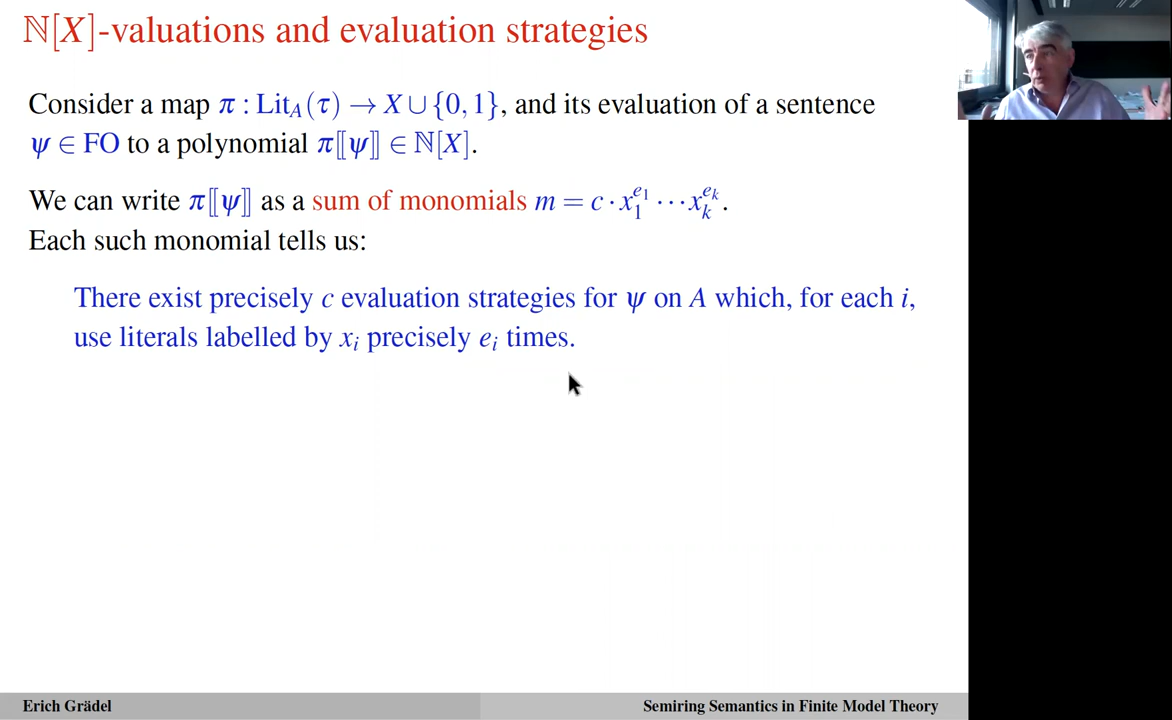 ℕ[X]-valuations and evaluation strategies
Consider a map π : Lit_A(τ) → X ∪ {0, 1}, and its evaluation of a sentence
ψ ∈ FO to a polynomial π⟦ψ⟧ ∈ ℕ[X].
We can write π⟦ψ⟧ as a sum of monomials m = c · x_1^{e_1} ⋯ x_k^{e_k}.
Each such monomial tells us:
There exist precisely c evaluation strategies for ψ on A which, for each i,
use literals labelled by x_i precisely e_i times.
Erich Grädel
Semiring Semantics in Finite Model Theory